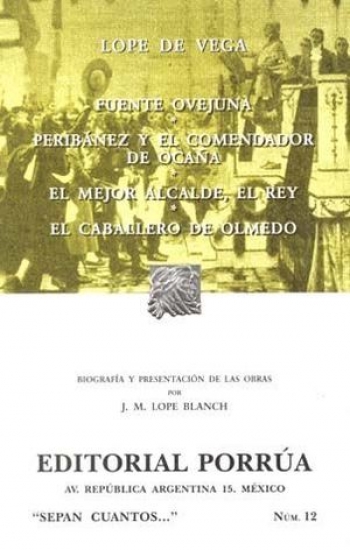 LOPE DE VEGA
FUENTE OVEJUNA
*
PERIBÁÑEZ Y EL COMENDADOR
DE OCAÑA
*
EL MEJOR ALCALDE, EL REY
*
EL CABALLERO DE OLMEDO
BIOGRAFÍA Y PRESENTACIÓN DE LAS OBRAS
POR
J. M. LOPE BLANCH
EDITORIAL PORRÚA
AV. REPÚBLICA ARGENTINA 15, MÉXICO
"SEPAN CUANTOS..." NÚM. 12